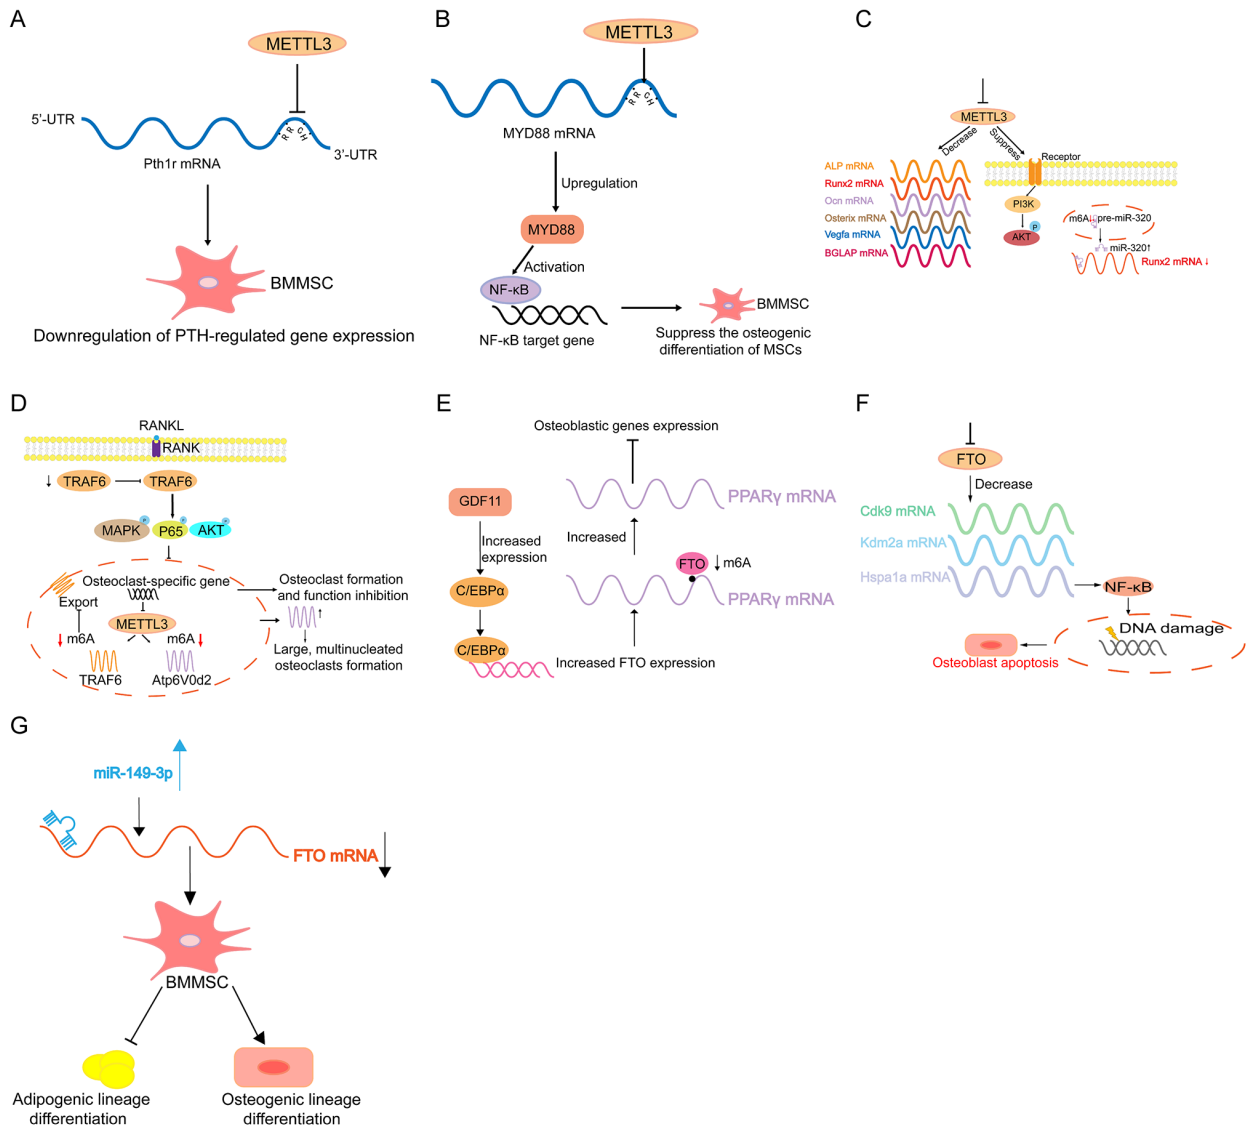 A
METTL3
5'-UTR
R R C H
3'-UTR
Pth1r mRNA
BMMSC
Downregulation of PTH-regulated gene expression
B
METTL3
R R C H
MYD88 mRNA
Upregulation
MYD88
Activation
NF-κB
NF-κB target gene
BMMSC
Suppress the osteogenic
differentiation of MSCs
C
METTL3
Decrease
Suppress
Receptor
ALP mRNA
Runx2 mRNA
Ocn mRNA
Osterix mRNA
Vegfa mRNA
BGLAP mRNA
PI3K
P
AKT
m6A↓ pre-miR-320
miR-320↑
Runx2 mRNA ↓
D
RANKL
RANK
↓ TRAF6
TRAF6
MAPK
P
P65
P
AKT
P
Osteoclast-specific gene
Export
METTL3
↓ m6A
m6A ↓
TRAF6
Atp6V0d2
Osteoclast formation
and function inhibition
↑
Large, multinucleated
osteoclasts formation
E
Osteoblastic genes expression
GDF11
PPARγ mRNA
Increased
expression
Increased
FTO
↓ m6A
C/EBPα
PPARγ mRNA
C/EBPα
Increased FTO expression
F
FTO
Decrease
Cdk9 mRNA
Kdm2a mRNA
Hspa1a mRNA
NF-κB
DNA damage
Osteoblast apoptosis
G
miR-149-3p
FTO mRNA
BMMSC
Adipogenic lineage
differentiation
Osteogenic lineage
differentiation